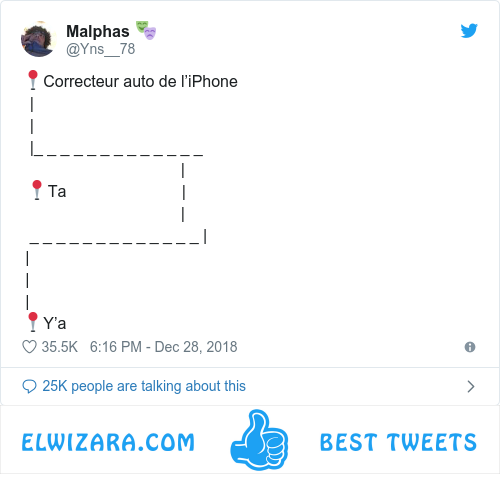 Malphas 🎭
@Yns__78
📍Correcteur auto de l'iPhone
|
|
|_ _ _ _ _ _ _ _ _ _ _ _ _
|
📍Ta |
|
_ _ _ _ _ _ _ _ _ _ _ _ _ |
|
|
|
📍Y'a
35.5K 6:16 PM - Dec 28, 2018
25K people are talking about this
ELWIZARA.COM BEST TWEETS